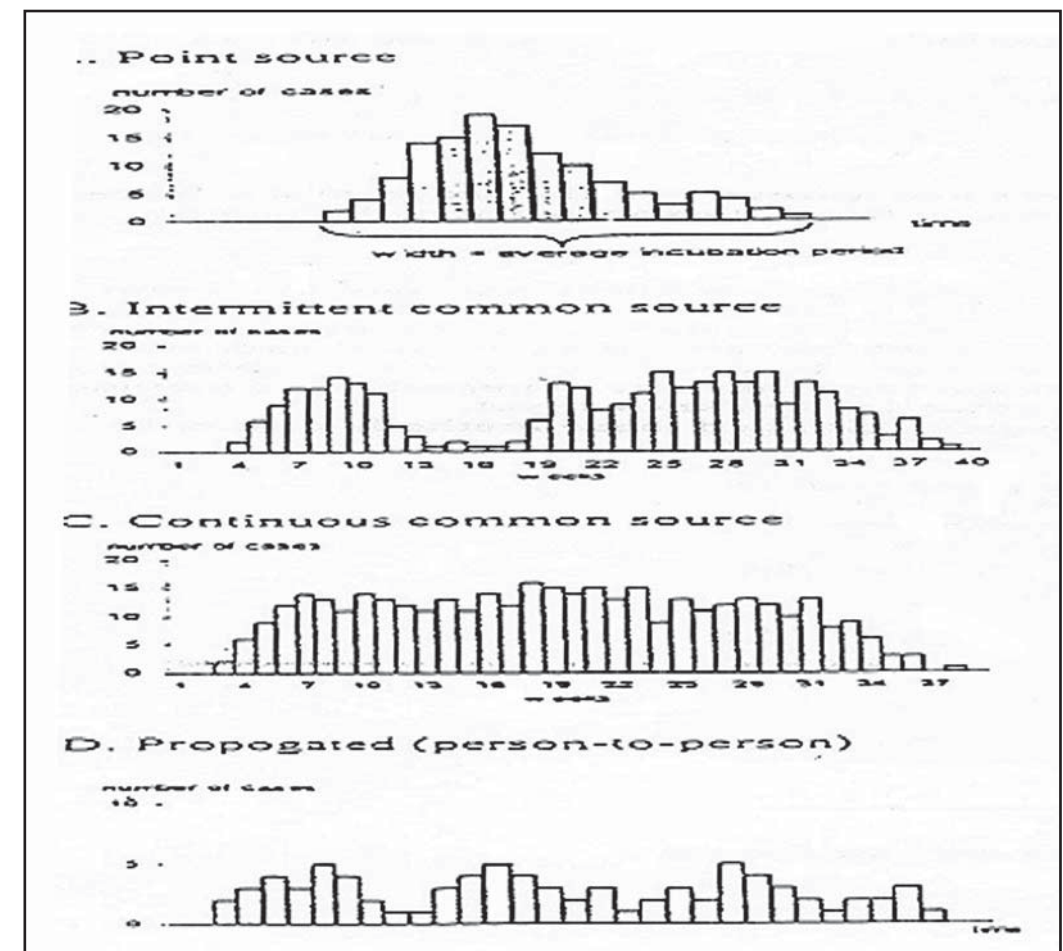 .. Point source
number of cases
20
15
10
5
0
time
width = average incubation period
B. Intermittent common source
number of cases
20
15
10
5
0
1 4 7 10 13 16 19 22 25 28 31 34 37 40
weeks
C. Continuous common source
number of cases
20
15
10
5
0
1 4 7 10 13 16 19 22 25 28 31 34 37
weeks
D. Propogated (person-to-person)
number of cases
10
5
0
time